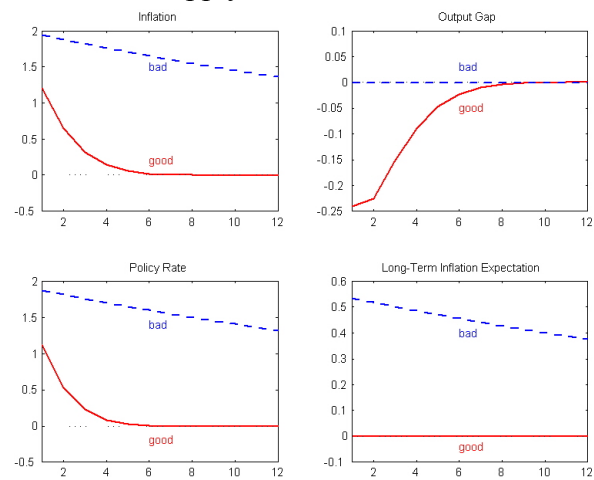 Inflation
2
1.5
1
0.5
0
-0.5
bad
good
2 4 6 8 10 12
Output Gap
0.1
0.05
0
-0.05
-0.1
-0.15
-0.2
-0.25
bad
good
2 4 6 8 10 12
Policy Rate
2
1.5
1
0.5
0
-0.5
bad
good
2 4 6 8 10 12
Long-Term Inflation Expectation
0.6
0.5
0.4
0.3
0.2
0.1
0
-0.1
bad
good
2 4 6 8 10 12